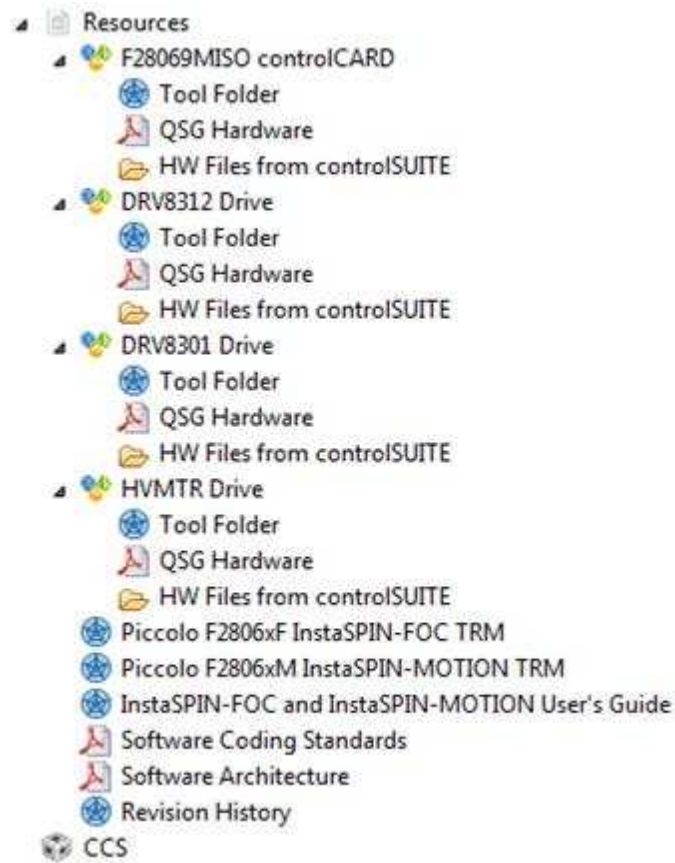 Resources
F28069MISO controlCARD
Tool Folder
QSG Hardware
HW Files from controlSUITE
DRV8312 Drive
Tool Folder
QSG Hardware
HW Files from controlSUITE
DRV8301 Drive
Tool Folder
QSG Hardware
HW Files from controlSUITE
HVMTR Drive
Tool Folder
QSG Hardware
HW Files from controlSUITE
Piccolo F2806xF InstaSPIN-FOC TRM
Piccolo F2806xM InstaSPIN-MOTION TRM
InstaSPIN-FOC and InstaSPIN-MOTION User's Guide
Software Coding Standards
Software Architecture
Revision History
CCS